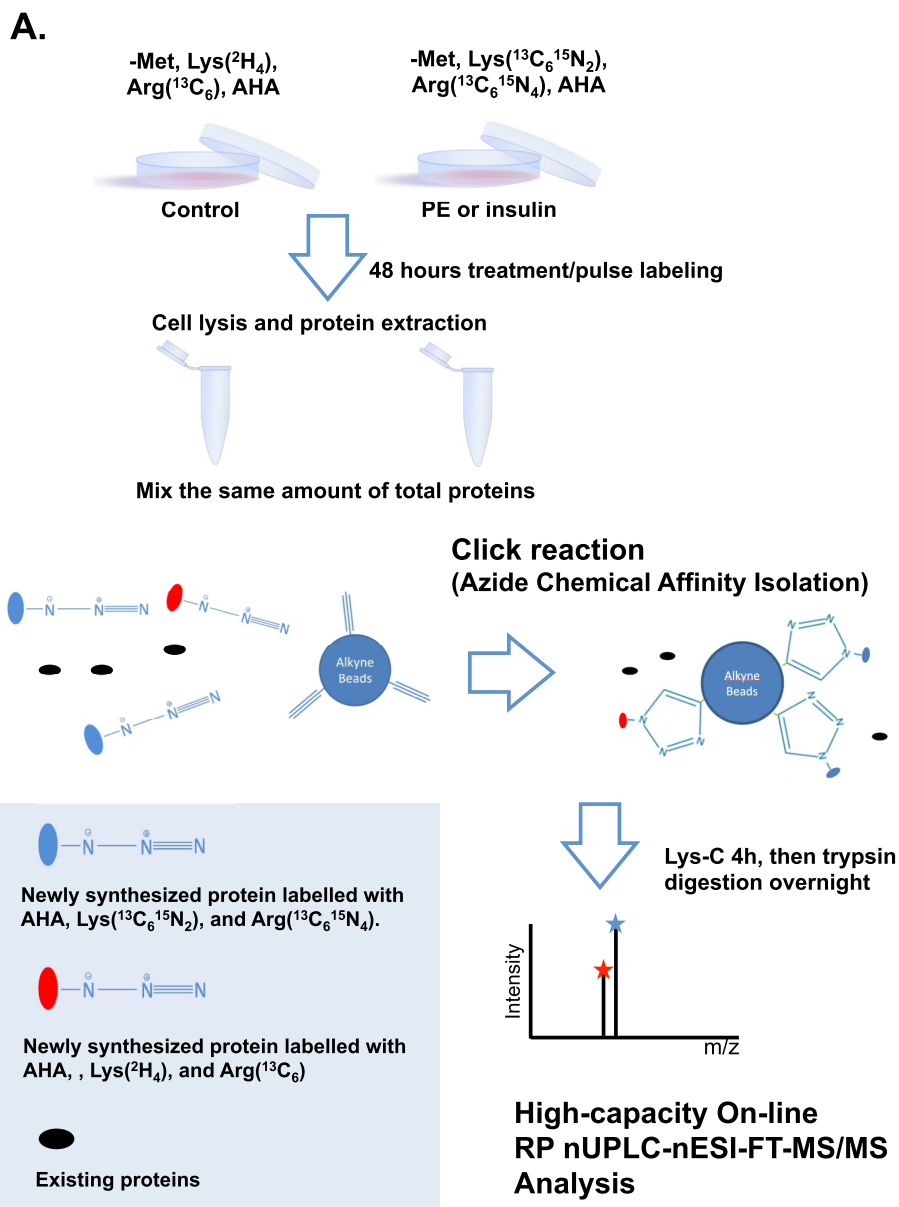 A.
-Met, Lys(²H₄),
Arg(¹³C₆), AHA
-Met, Lys(¹³C₆¹⁵N₂),
Arg(¹³C₆¹⁵N₄), AHA
Control
PE or insulin
48 hours treatment/pulse labeling
Cell lysis and protein extraction
Mix the same amount of total proteins
Click reaction
(Azide Chemical Affinity Isolation)
⊖ ⊕
N N N
⊖ ⊕
N N N
⊖ ⊕
N N N
Alkyne
Beads
Alkyne
Beads
N N
N
N
N
N
N
N N
Lys-C 4h, then trypsin
digestion overnight
⊖ ⊕
N N N
Newly synthesized protein labelled with
AHA, Lys(¹³C₆¹⁵N₂), and Arg(¹³C₆¹⁵N₄).
⊖ ⊕
N N N
Newly synthesized protein labelled with
AHA, , Lys(²H₄), and Arg(¹³C₆)
Existing proteins
Intensity
m/z
High-capacity On-line
RP nUPLC-nESI-FT-MS/MS
Analysis